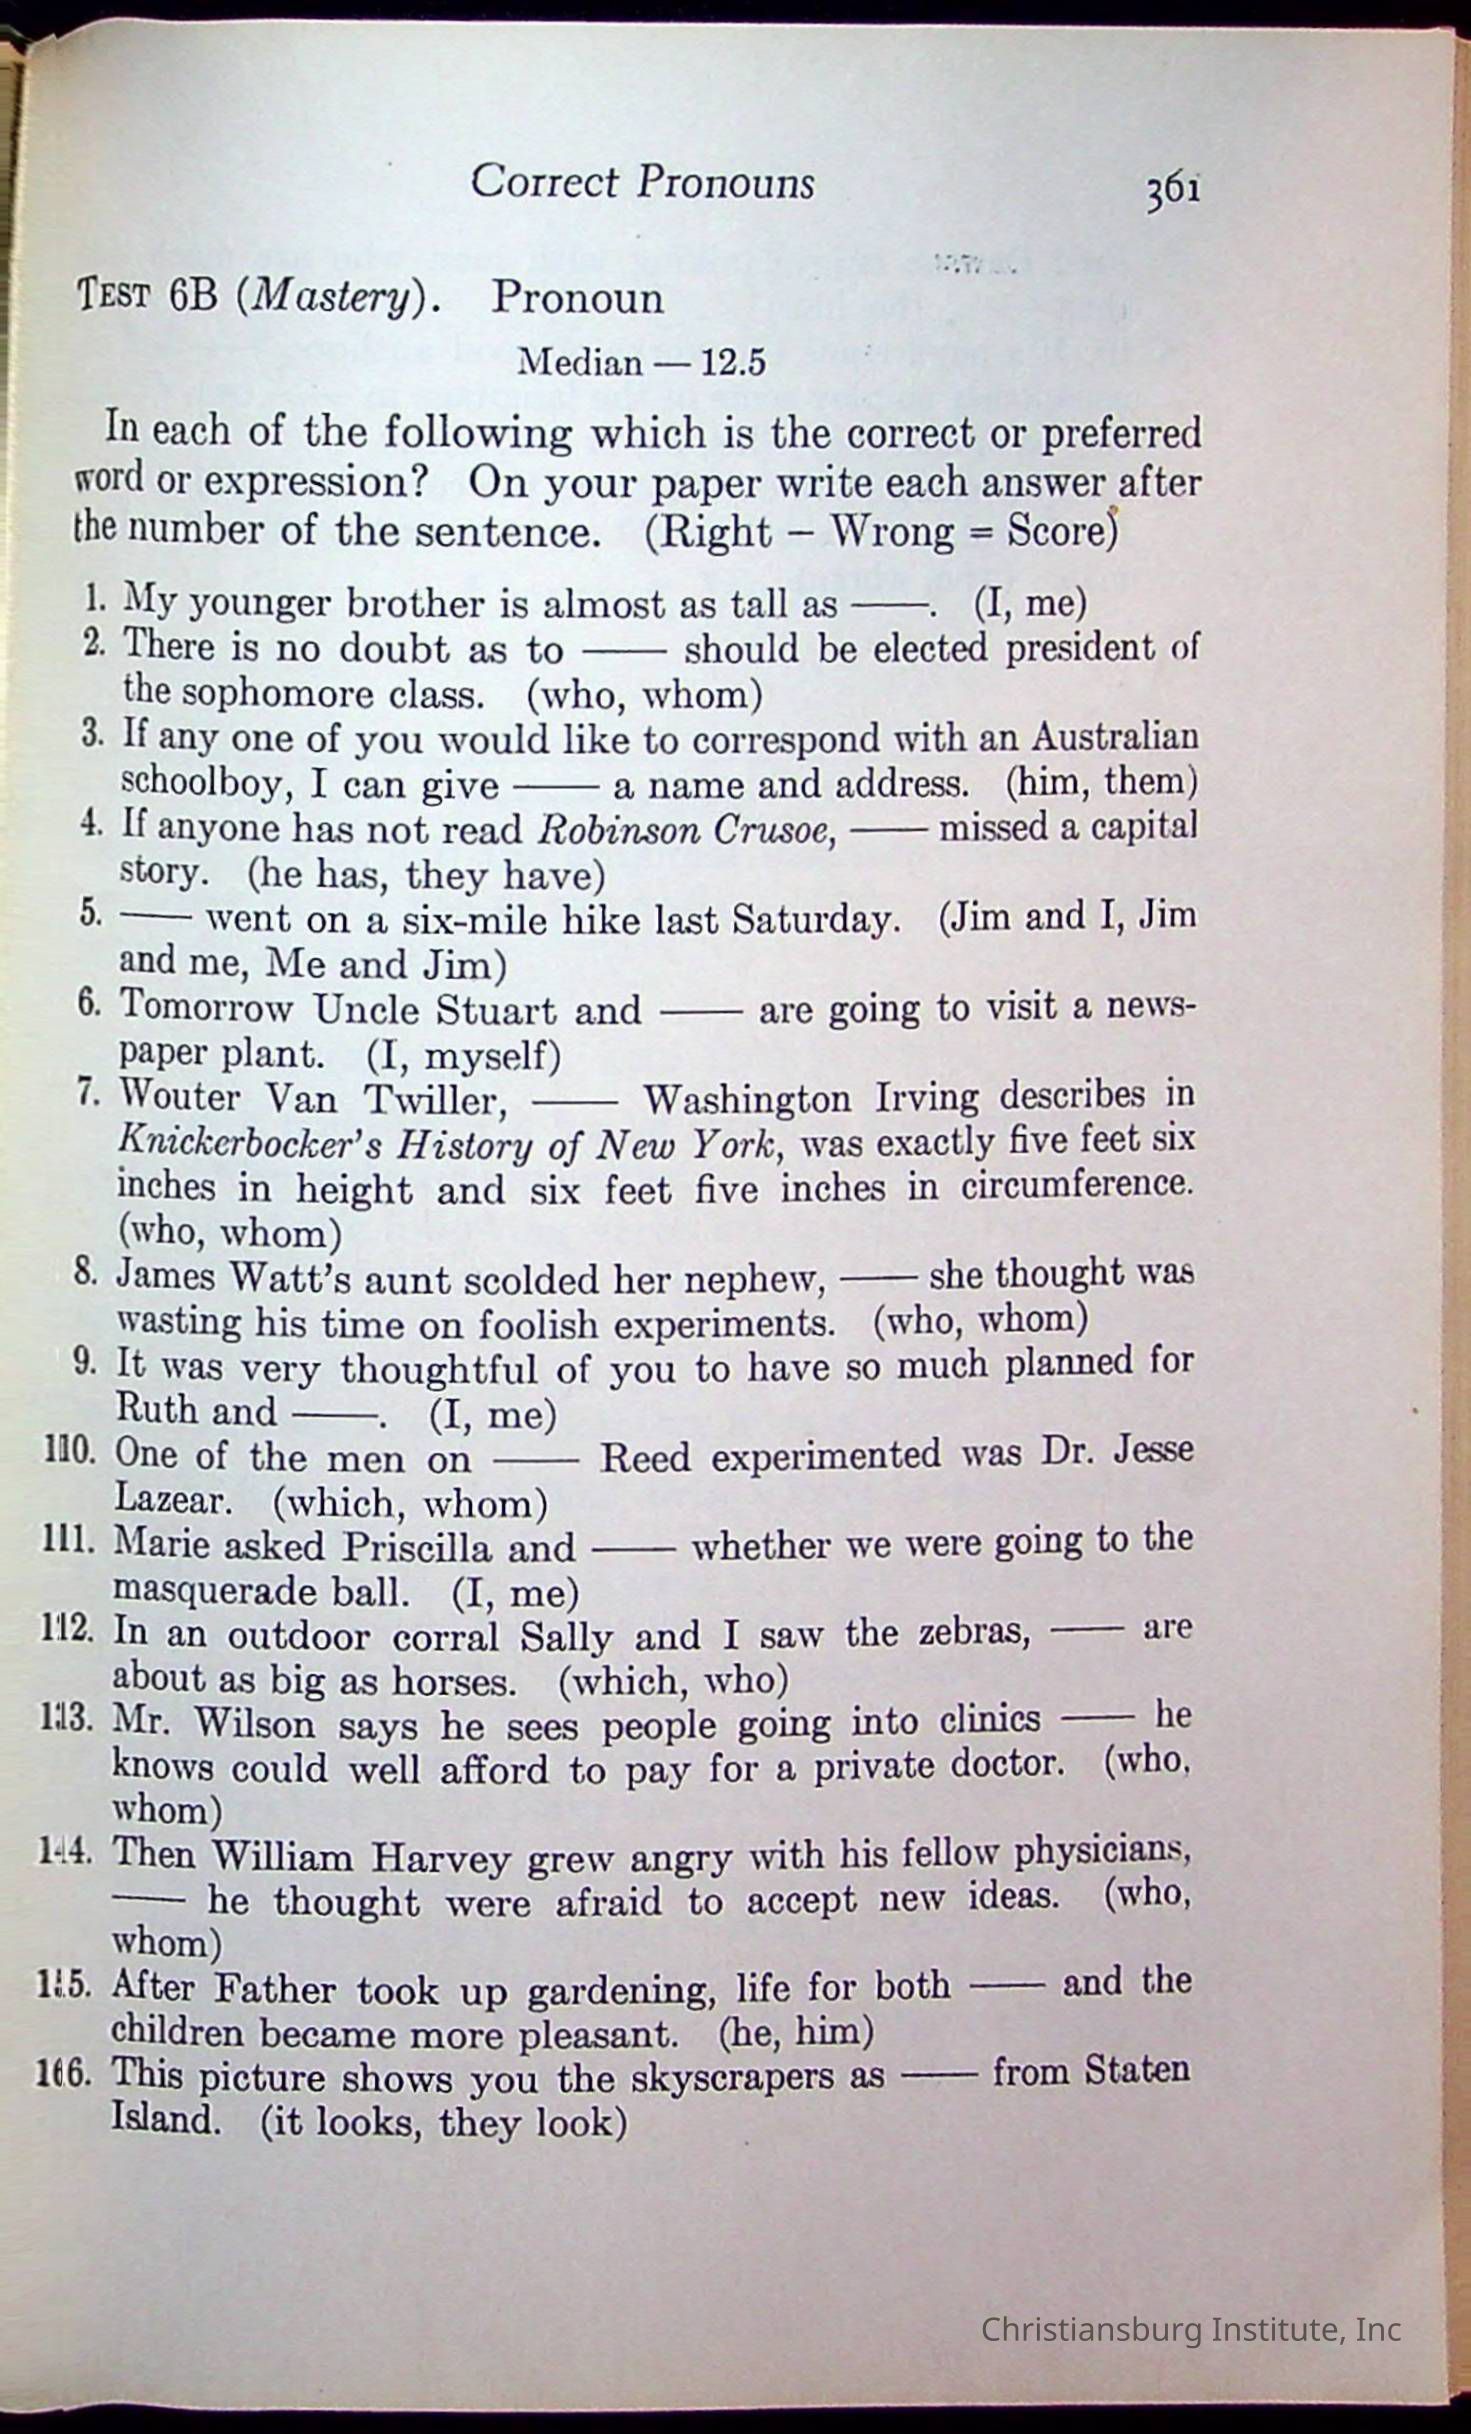 Correct Pronouns 361
TEST 6B (Mastery). Pronoun
Median — 12.5
In each of the following which is the correct or preferred
word or expression? On your paper write each answer after
the number of the sentence. (Right – Wrong = Score)
1. My younger brother is almost as tall as ——. (I, me)
2. There is no doubt as to —— should be elected president of
the sophomore class. (who, whom)
3. If any one of you would like to correspond with an Australian
schoolboy, I can give —— a name and address. (him, them)
4. If anyone has not read Robinson Crusoe, —— missed a capital
story. (he has, they have)
5. —— went on a six-mile hike last Saturday. (Jim and I, Jim
and me, Me and Jim)
6. Tomorrow Uncle Stuart and —— are going to visit a news-
paper plant. (I, myself)
7. Wouter Van Twiller, —— Washington Irving describes in
Knickerbocker's History of New York, was exactly five feet six
inches in height and six feet five inches in circumference.
(who, whom)
8. James Watt's aunt scolded her nephew, —— she thought was
wasting his time on foolish experiments. (who, whom)
9. It was very thoughtful of you to have so much planned for
Ruth and ——. (I, me)
10. One of the men on —— Reed experimented was Dr. Jesse
Lazear. (which, whom)
11. Marie asked Priscilla and —— whether we were going to the
masquerade ball. (I, me)
12. In an outdoor corral Sally and I saw the zebras, —— are
about as big as horses. (which, who)
13. Mr. Wilson says he sees people going into clinics —— he
knows could well afford to pay for a private doctor. (who,
whom)
14. Then William Harvey grew angry with his fellow physicians,
—— he thought were afraid to accept new ideas. (who,
whom)
15. After Father took up gardening, life for both —— and the
children became more pleasant. (he, him)
16. This picture shows you the skyscrapers as —— from Staten
Island. (it looks, they look)
Christiansburg Institute, Inc